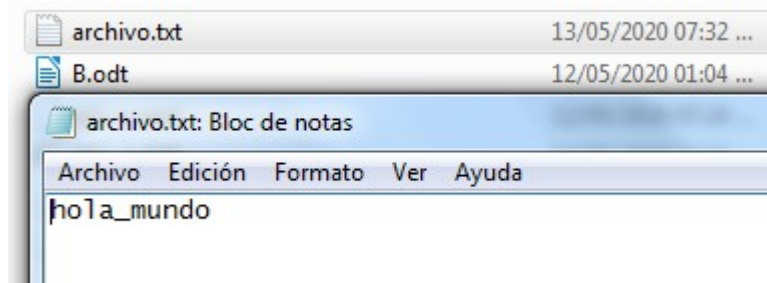 archivo.txt 13/05/2020 07:32 ...
B.odt 12/05/2020 01:04 ...
archivo.txt: Bloc de notas
Archivo Edición Formato Ver Ayuda
hola_mundo